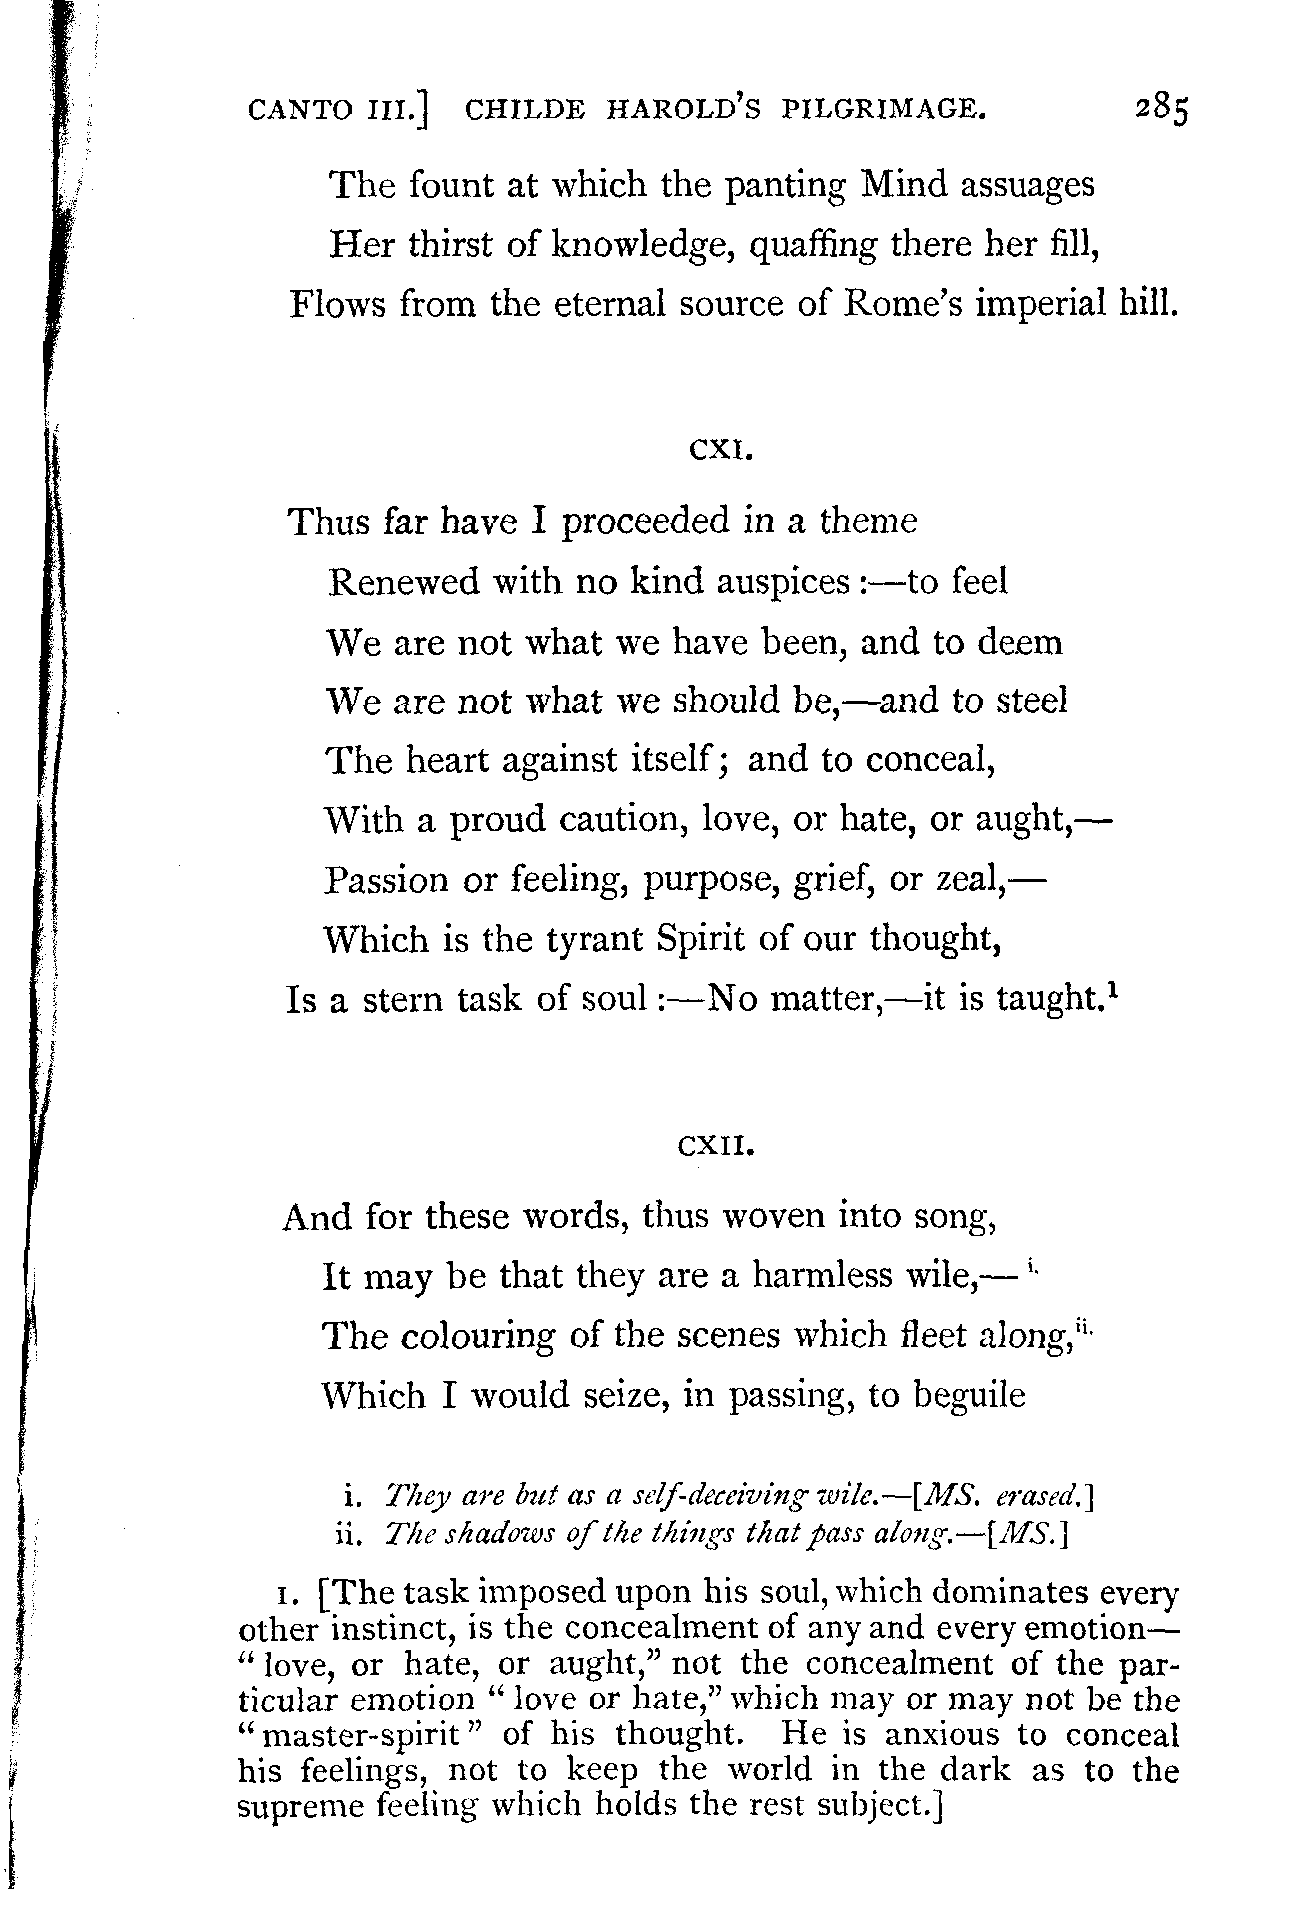 CANTO III.] CHILDE HAROLD'S PILGRIMAGE. 285
The fount at which the panting Mind assuages
Her thirst of knowledge, quaffing there her fill,
Flows from the eternal source of Rome's imperial hill.
CXI.
Thus far have I proceeded in a theme
Renewed with no kind auspices :—to feel
We are not what we have been, and to deem
We are not what we should be,—and to steel
The heart against itself ; and to conceal,
With a proud caution, love, or hate, or aught,—
Passion or feeling, purpose, grief, or zeal,—
Which is the tyrant Spirit of our thought,
Is a stern task of soul :—No matter,—it is taught.¹
CXII.
And for these words, thus woven into song,
It may be that they are a harmless wile,— i.
The colouring of the scenes which fleet along,ii.
Which I would seize, in passing, to beguile
i. They are but as a self-deceiving wile.—[MS. erased.]
ii. The shadows of the things that pass along.—[MS.]
1. [The task imposed upon his soul, which dominates every
other instinct, is the concealment of any and every emotion—
" love, or hate, or aught," not the concealment of the par-
ticular emotion " love or hate," which may or may not be the
" master-spirit " of his thought. He is anxious to conceal
his feelings, not to keep the world in the dark as to the
supreme feeling which holds the rest subject.]